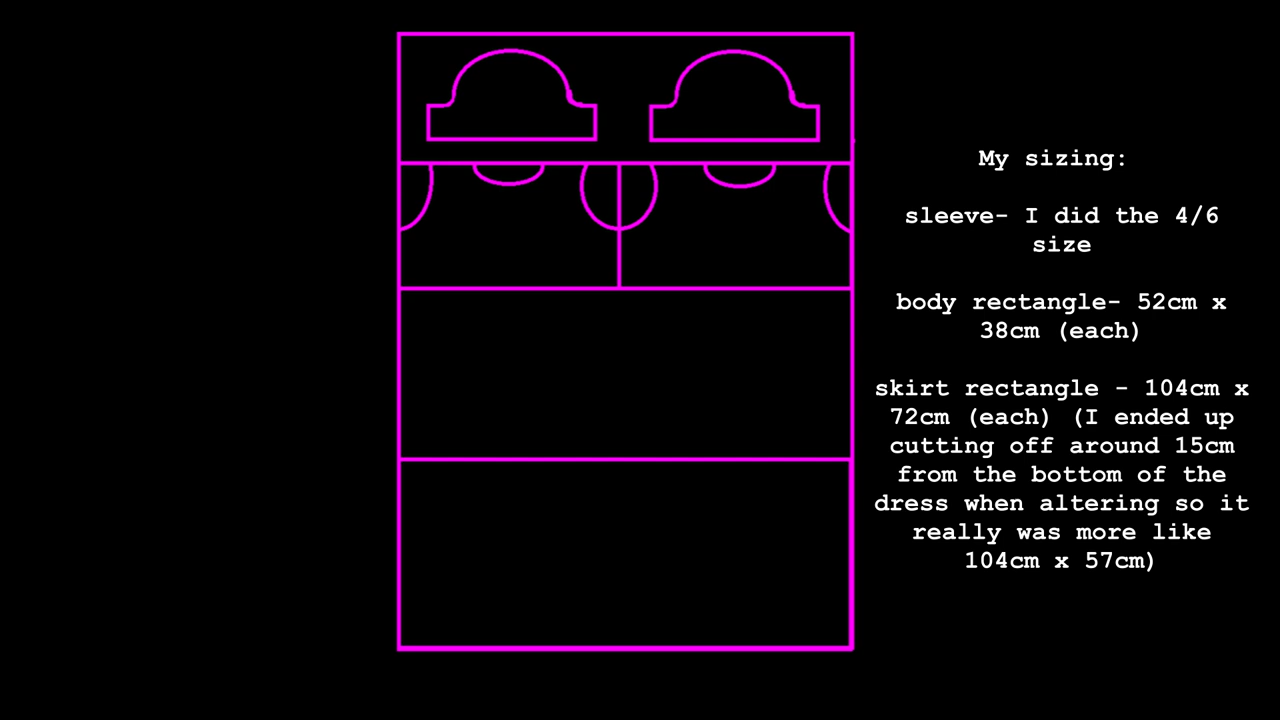 My sizing:
sleeve- I did the 4/6
size
body rectangle- 52cm x
38cm (each)
skirt rectangle - 104cm x
72cm (each) (I ended up
cutting off around 15cm
from the bottom of the
dress when altering so it
really was more like
104cm x 57cm)